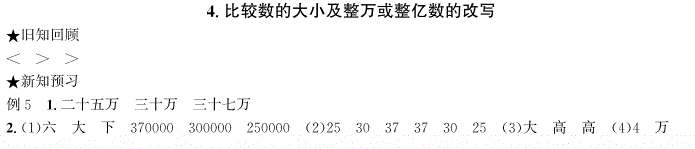 4.比较数的大小及整万或整亿数的改写
★旧知回顾
＜ ＞ ＞
★新知预习
例5 1.二十五万 三十万 三十七万
2.(1)六 大 下 370000 300000 250000 (2)25 30 37 37 30 25 (3)大 高 高 (4)4 万